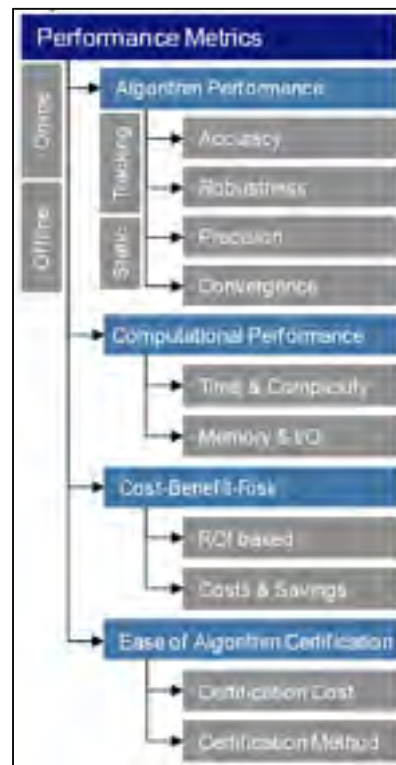 Performance Metrics
Online
Offline
Algorithm Performance
Tracking
Static
Accuracy
Robustness
Precision
Convergence
Computational Performance
Time & Complexity
Memory & I/O
Cost-Benefit-Risk
ROI based
Costs & Savings
Ease of Algorithm Certification
Certification Cost
Certification Method